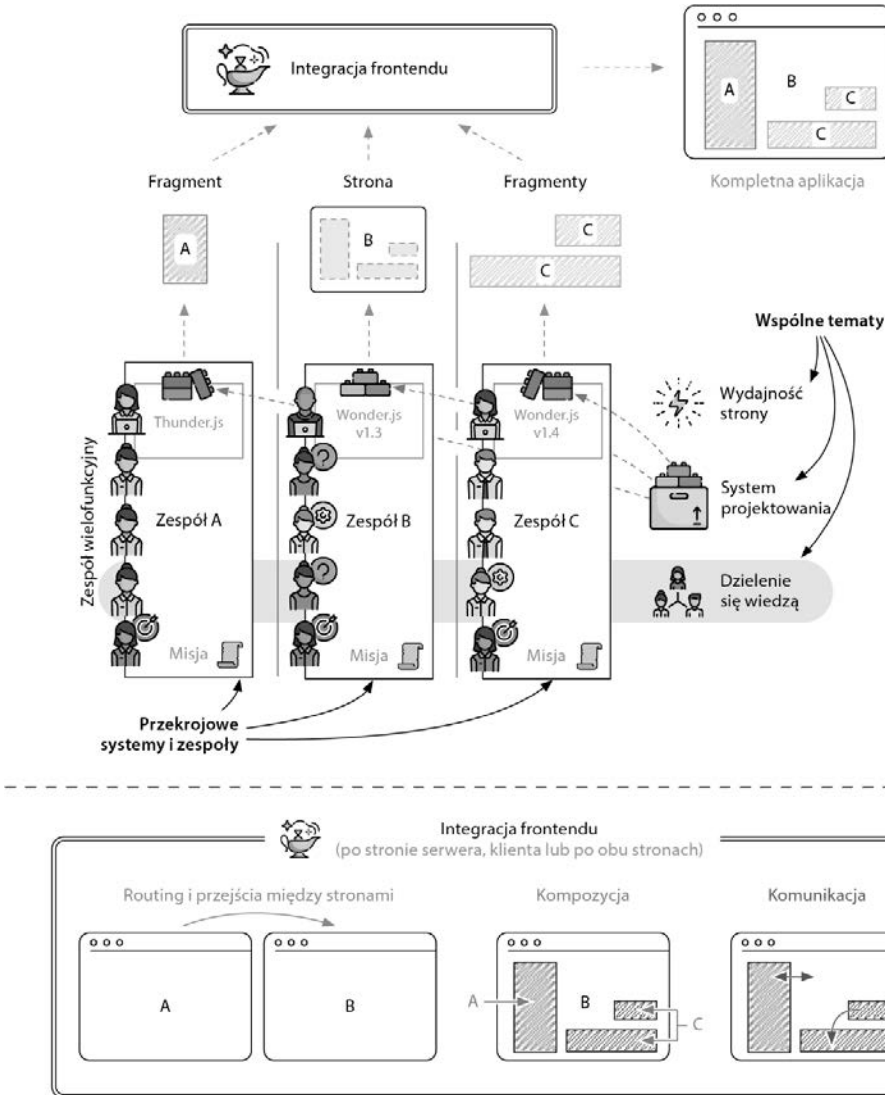 Integracja frontendu
A
B
C
C
Kompletna aplikacja
Fragment
Strona
Fragmenty
A
B
C
C
Wspólne tematy
Thunder.js
Wonder.js
v1.3
Wonder.js
v1.4
Wydajność
strony
System
projektowania
Zespół wielofunkcyjny
?
Zespół A
Zespół B
Zespół C
?
Dzielenie
się wiedzą
Misja
Misja
Misja
Przekrojowe
systemy i zespoły
Integracja frontendu
(po stronie serwera, klienta lub po obu stronach)
Routing i przejścia między stronami
Kompozycja
Komunikacja
A
B
A
B
C